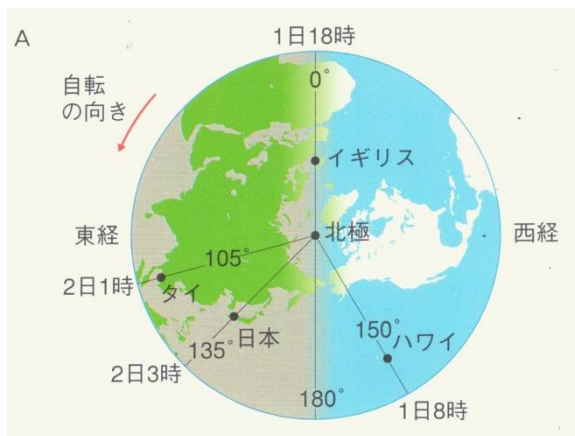 A
1日18時
0°
自転
の向き
イギリス
東経
北極
西経
105°
2日1時
タイ
日本
135°
2日3時
150°
ハワイ
180°
1日8時